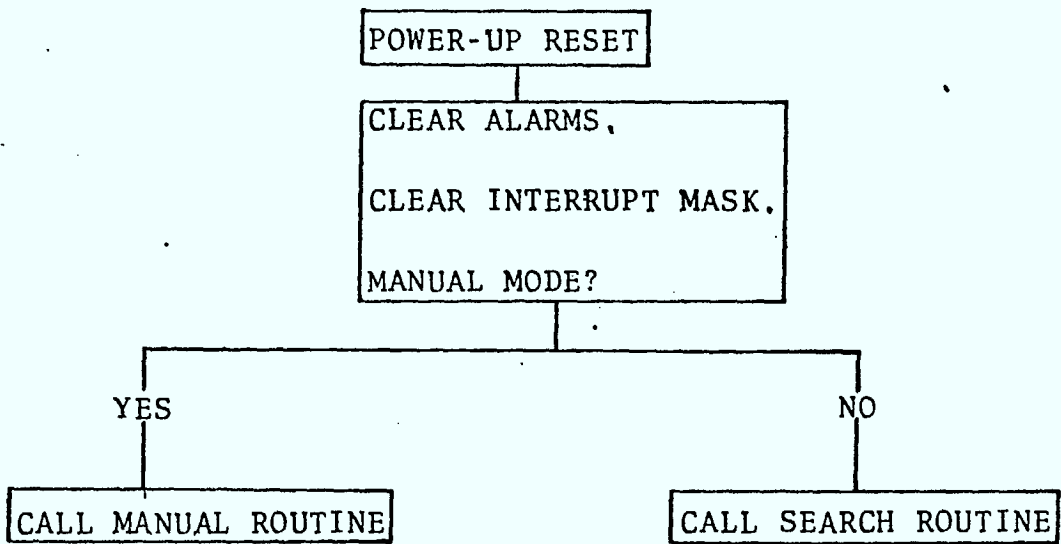 POWER-UP RESET
CLEAR ALARMS.
CLEAR INTERRUPT MASK.
MANUAL MODE?
YES
NO
CALL MANUAL ROUTINE
CALL SEARCH ROUTINE